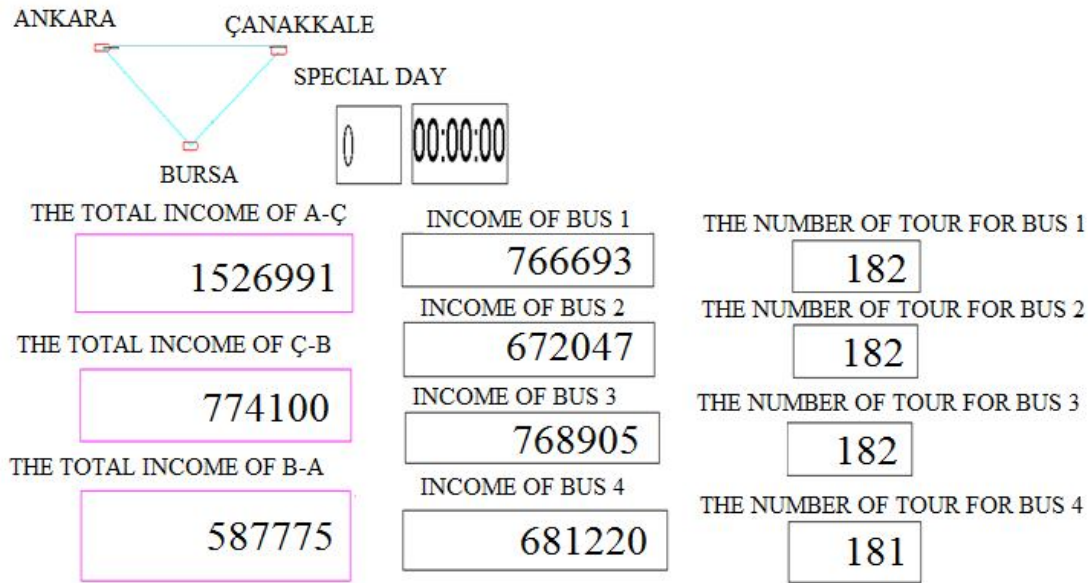 ANKARA
ÇANAKKALE
SPECIAL DAY
0
00:00:00
BURSA
THE TOTAL INCOME OF A-Ç
1526991
THE TOTAL INCOME OF Ç-B
774100
THE TOTAL INCOME OF B-A
587775
INCOME OF BUS 1
766693
INCOME OF BUS 2
672047
INCOME OF BUS 3
768905
INCOME OF BUS 4
681220
THE NUMBER OF TOUR FOR BUS 1
182
THE NUMBER OF TOUR FOR BUS 2
182
THE NUMBER OF TOUR FOR BUS 3
182
THE NUMBER OF TOUR FOR BUS 4
181